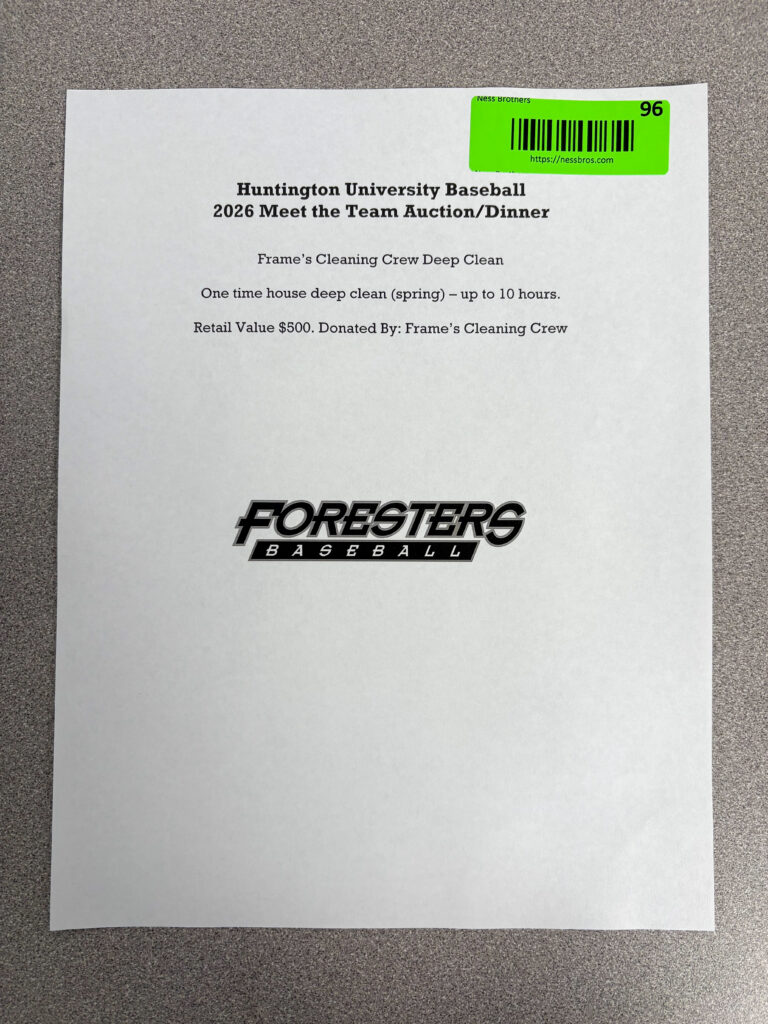 Ness Brothers
96
https://nessbros.com
Huntington University Baseball
2026 Meet the Team Auction/Dinner
Frame's Cleaning Crew Deep Clean
One time house deep clean (spring) – up to 10 hours.
Retail Value $500. Donated By: Frame's Cleaning Crew
FORESTERS
BASEBALL